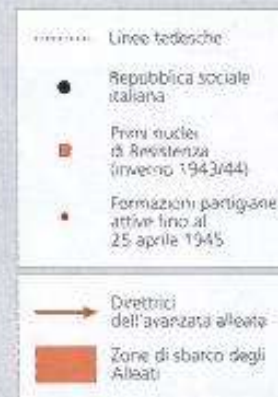 Linee tedesche
Repubblica sociale
italiana
Primi nuclei
di Resistenza
(inverno 1943/44)
Formazioni partigiane
attive fino al
25 aprile 1945
Direttrici
dell'avanzata alleata
Zone di sbarco degli
Alleati